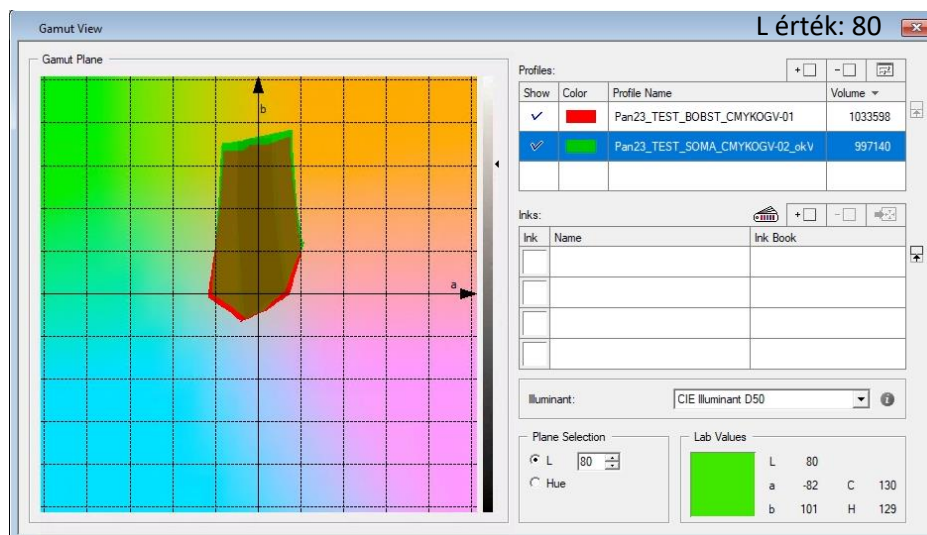 Gamut View
L érték: 80
Gamut Plane
b
a
Profiles:
Show Color Profile Name Volume
Pan23_TEST_BOBST_CMYKOGV-01 1033598
Pan23_TEST_SOMA_CMYKOGV-02_okV 997140
Inks:
Ink Name Ink Book
Illuminant: CIE Illuminant D50
Plane Selection
L 80
Hue
Lab Values
L 80
a -82 C 130
b 101 H 129